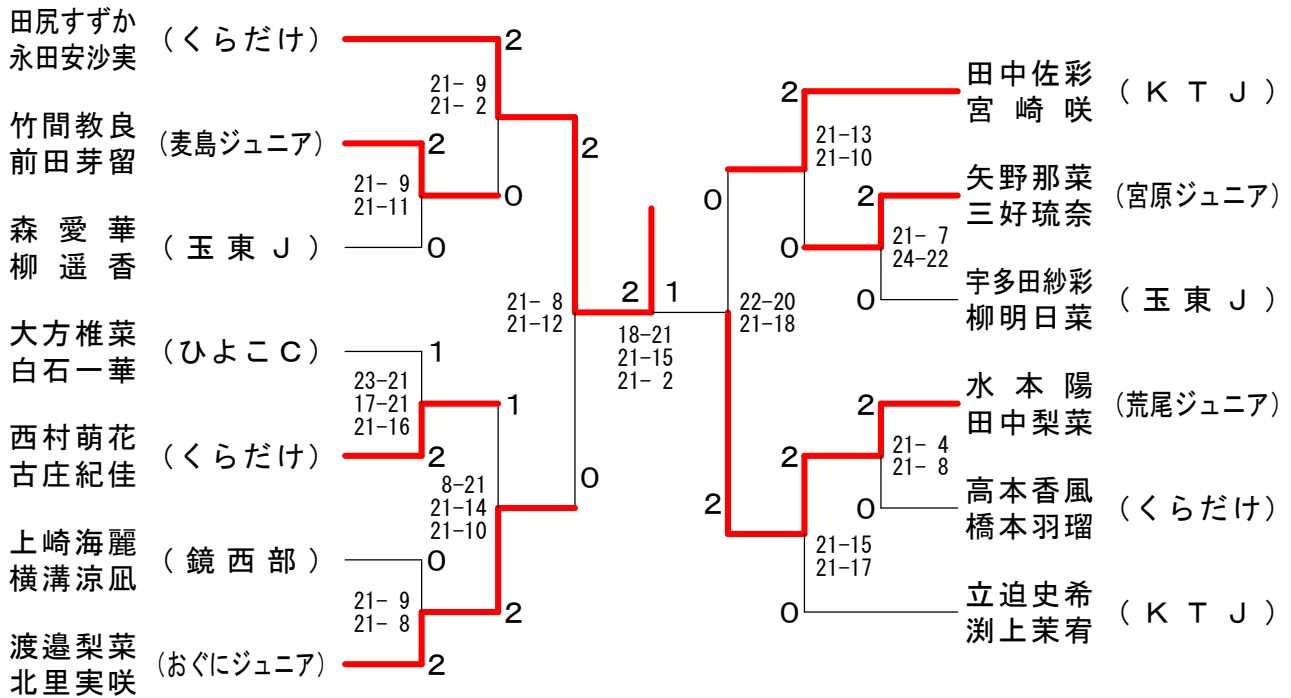 田尻すずか
永田安沙実
(くらだけ)
2
21- 9
21- 2
竹間教良
前田芽留
(麦島ジュニア)
2
0
21- 9
21-11
森 愛 華
柳 遥 香
(玉東J)
0
2
大方椎菜
白石一華
(ひよこC)
1
23-21
17-21
21-16
1
西村萌花
古庄紀佳
(くらだけ)
2
8-21
21-14
21-10
21- 8
21-12
0
上崎海麗
横溝涼凪
(鏡西部)
0
21- 9
21- 8
2
渡邉梨菜
北里実咲
(おぐにジュニア)
2
2
1
18-21
21-15
21- 2
田中佐彩
宮 崎 咲
(KTJ)
2
21-13
21-10
0
矢野那菜
三好琉奈
(宮原ジュニア)
2
0
21- 7
24-22
宇多田紗彩
柳明日菜
(玉東J)
0
22-20
21-18
水 本 陽
田中梨菜
(荒尾ジュニア)
2
2
21- 4
21- 8
高本香風
橋本羽瑠
(くらだけ)
0
2
21-15
21-17
立迫史希
渕上茉宥
(KTJ)
0